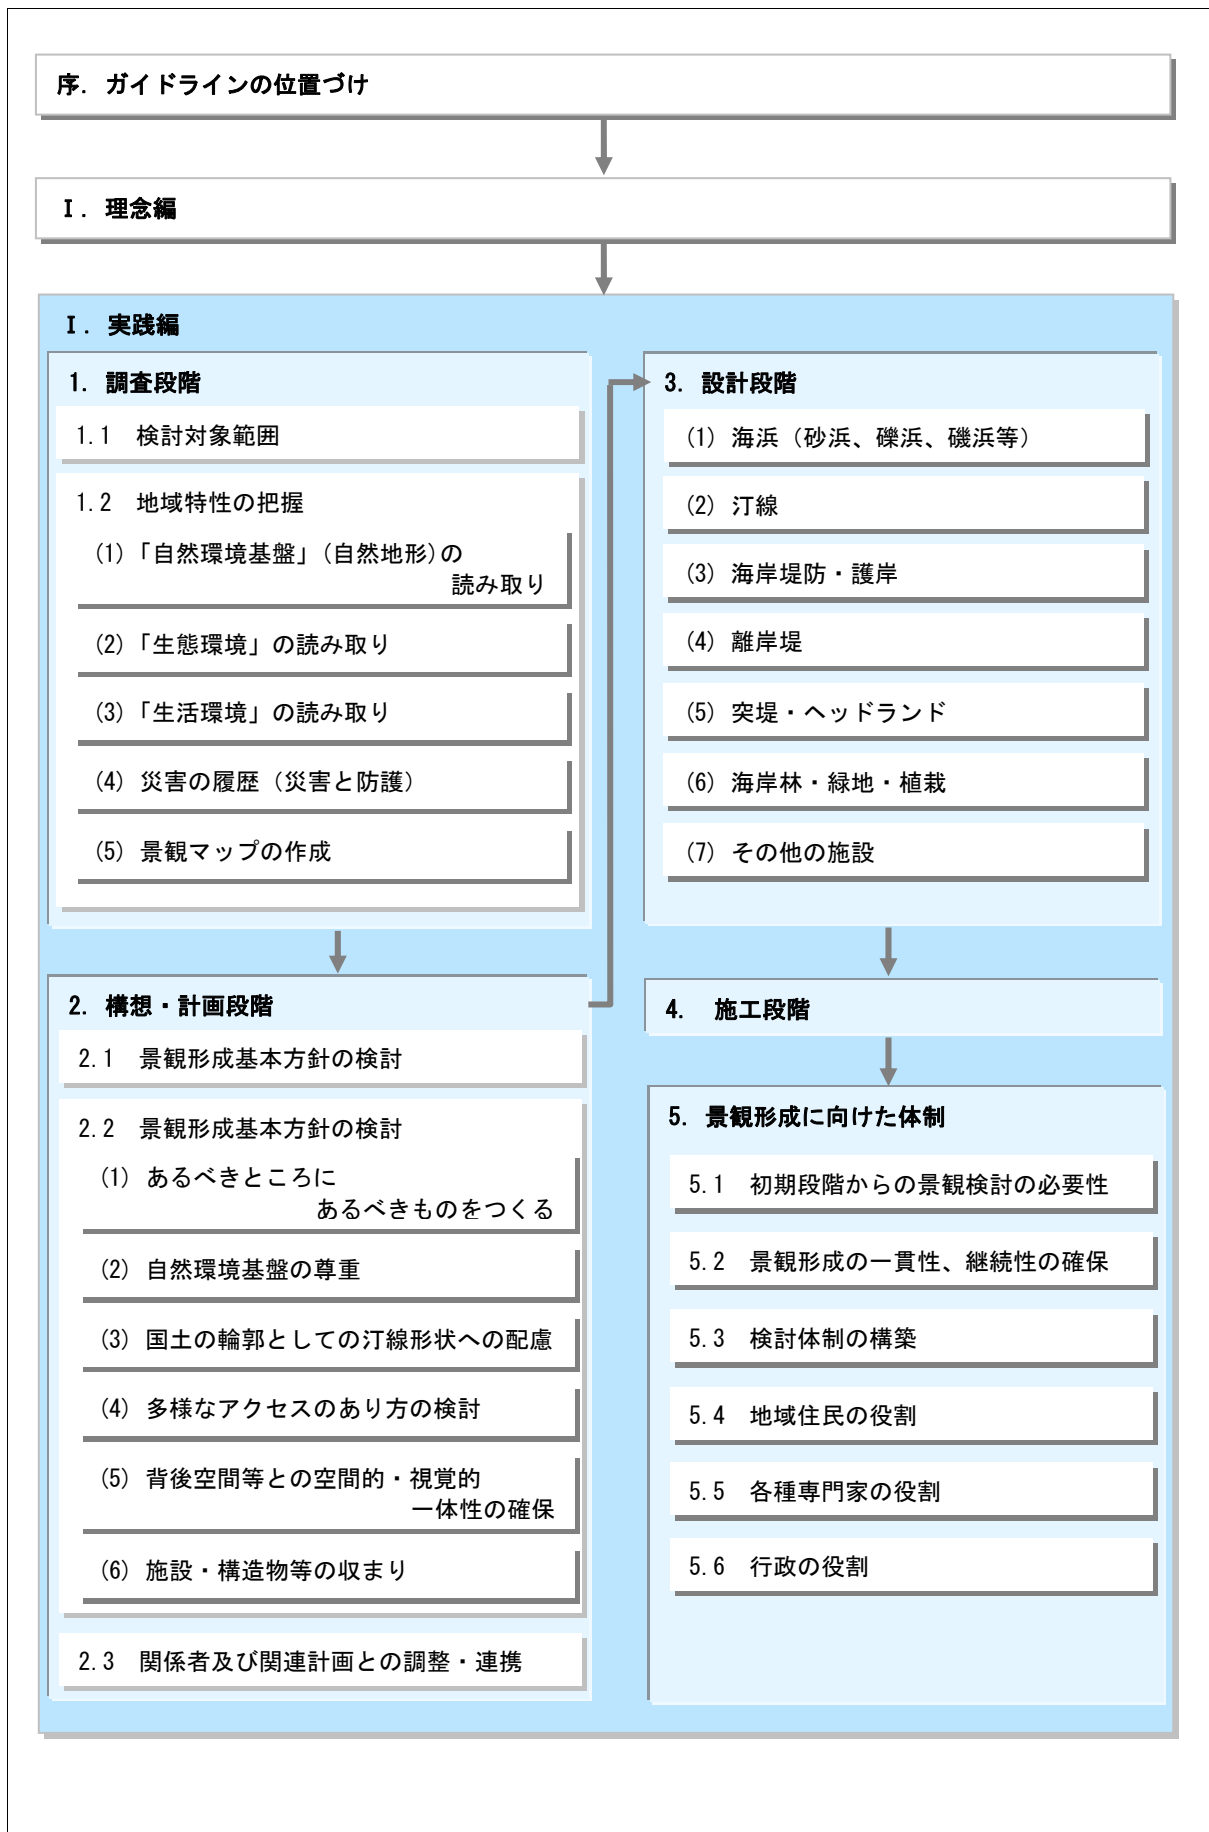 序. ガイドラインの位置づけ
Ⅰ. 理念編
Ⅰ. 実践編
1. 調査段階
1.1 検討対象範囲
1.2 地域特性の把握
(1)「自然環境基盤」(自然地形)の
読み取り
(2)「生態環境」の読み取り
(3)「生活環境」の読み取り
(4) 災害の履歴（災害と防護）
(5) 景観マップの作成
2. 構想・計画段階
2.1 景観形成基本方針の検討
2.2 景観形成基本方針の検討
(1) あるべきところに
あるべきものをつくる
(2) 自然環境基盤の尊重
(3) 国土の輪郭としての汀線形状への配慮
(4) 多様なアクセスのあり方の検討
(5) 背後空間等との空間的・視覚的
一体性の確保
(6) 施設・構造物等の収まり
2.3 関係者及び関連計画との調整・連携
3. 設計段階
(1) 海浜（砂浜、礫浜、磯浜等）
(2) 汀線
(3) 海岸堤防・護岸
(4) 離岸堤
(5) 突堤・ヘッドランド
(6) 海岸林・緑地・植栽
(7) その他の施設
4. 施工段階
5. 景観形成に向けた体制
5.1 初期段階からの景観検討の必要性
5.2 景観形成の一貫性、継続性の確保
5.3 検討体制の構築
5.4 地域住民の役割
5.5 各種専門家の役割
5.6 行政の役割